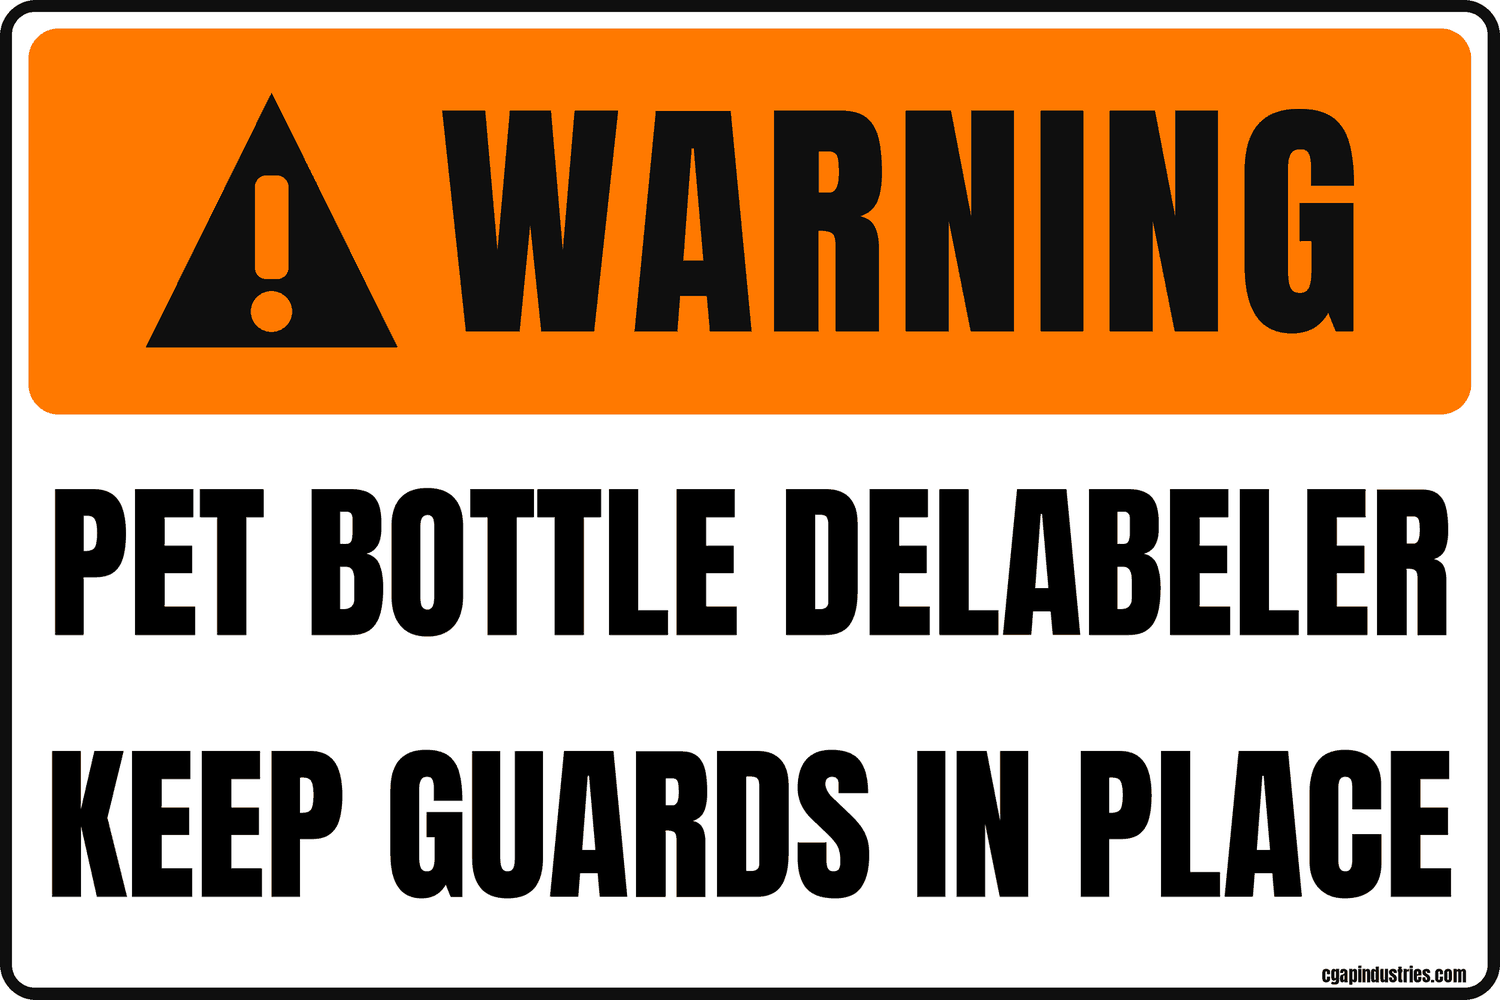 WARNING
PET BOTTLE DELABELER
KEEP GUARDS IN PLACE
cgapindustries.com